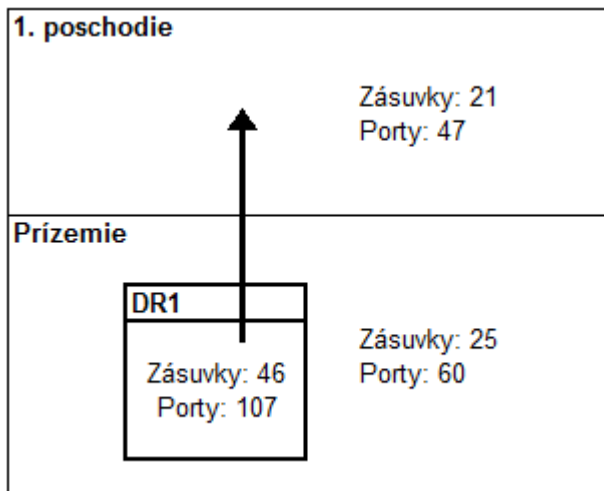 1. poschodie
Zásuvky: 21
Porty: 47
Prízemie
DR1
Zásuvky: 46
Porty: 107
Zásuvky: 25
Porty: 60